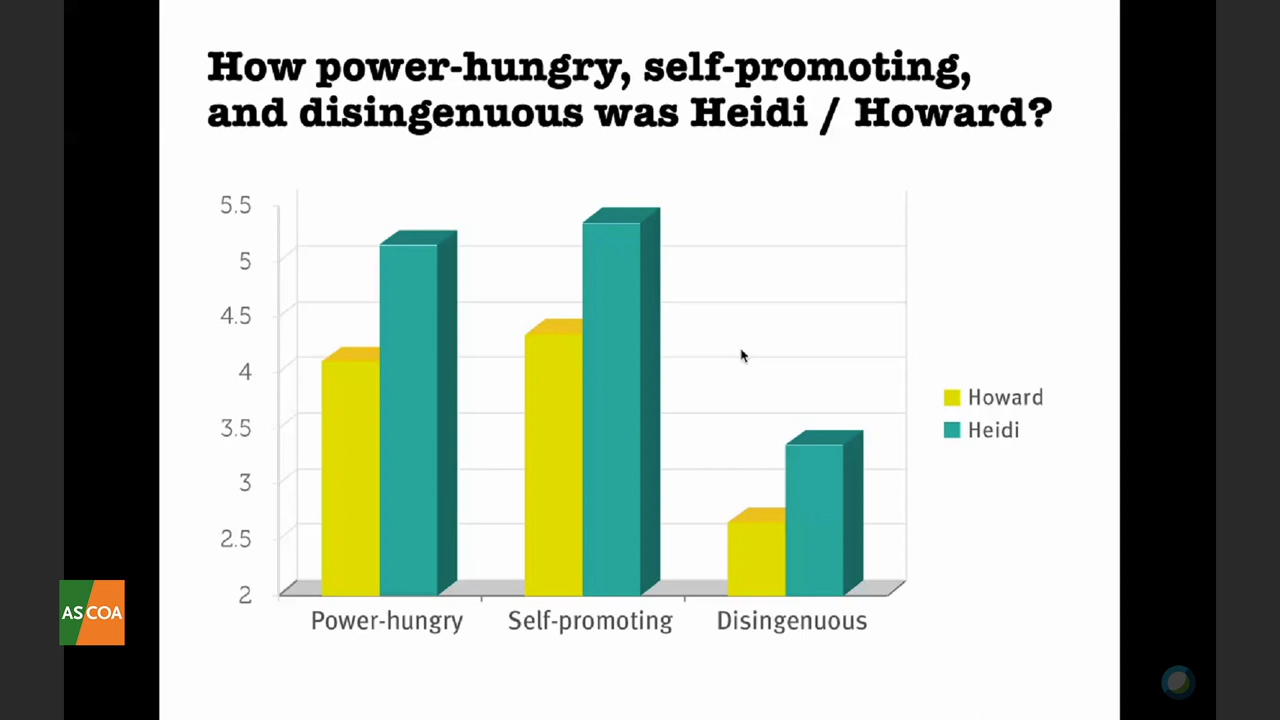 How power-hungry, self-promoting,
and disingenuous was Heidi / Howard?
5.5
5
4.5
4
3.5
3
2.5
2
Power-hungry
Self-promoting
Disingenuous
Howard
Heidi
AS COA